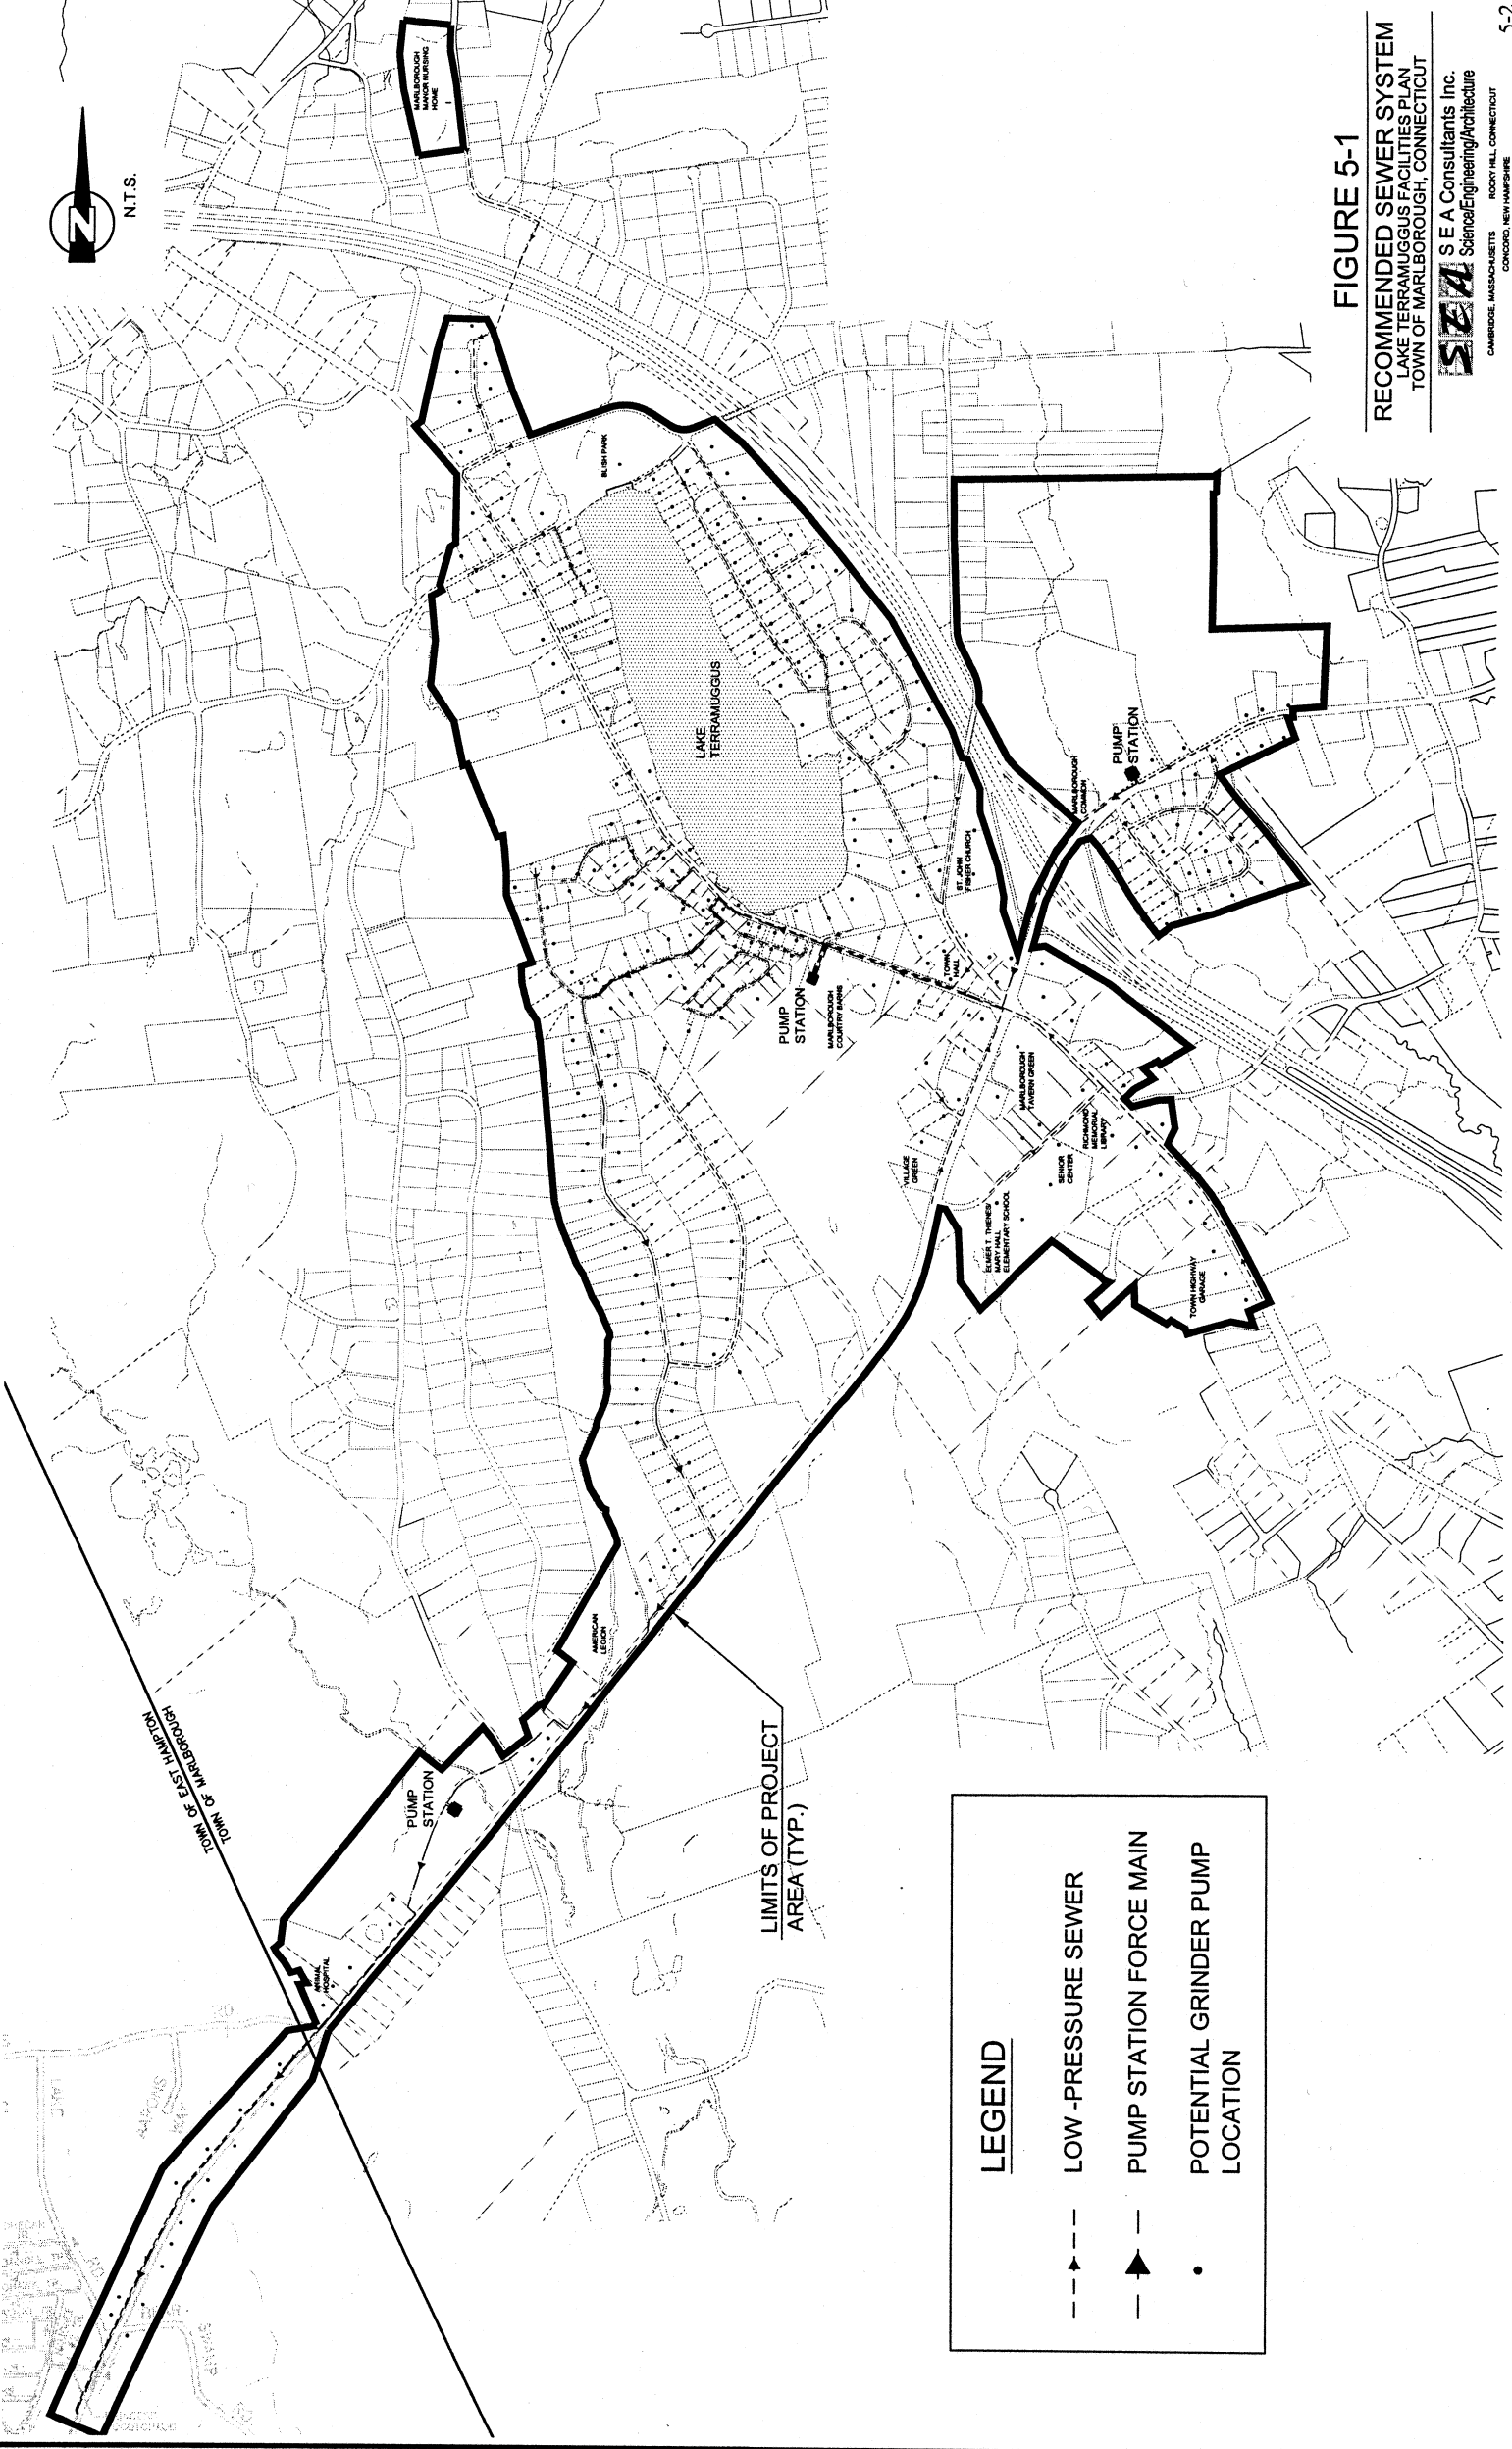 N
N.T.S.
MARLBOROUGH
MANOR NURSING
HOME
BLISH PARK
LAKE
TERRAMUGGUS
PUMP
STATION
MARLBOROUGH
COUNTRY BARNS
TOWN
HALL
ST. JOHN
FISHER CHURCH
MARLBOROUGH
COMMON
PUMP
STATION
VILLAGE
GREEN
MARLBOROUGH
TAVERN GREEN
RICHMOND
MEMORIAL
LIBRARY
SENIOR
CENTER
ELMER T. THIENES/
MARY HALL
ELEMENTARY SCHOOL
TOWN HIGHWAY
GARAGE
AMERICAN
LEGION
PUMP
STATION
ANIMAL
HOSPITAL
TOWN OF EAST HAMPTON
TOWN OF MARLBOROUGH
LIMITS OF PROJECT
AREA (TYP.)
LEGEND
LOW -PRESSURE SEWER
PUMP STATION FORCE MAIN
POTENTIAL GRINDER PUMP
LOCATION
FIGURE 5-1
RECOMMENDED SEWER SYSTEM
LAKE TERRAMUGGUS FACILITIES PLAN
TOWN OF MARLBOROUGH, CONNECTICUT
SEA S E A Consultants Inc.
Science/Engineering/Architecture
CAMBRIDGE, MASSACHUSETTS ROCKY HILL, CONNECTICUT
CONCORD, NEW HAMPSHIRE
5-2